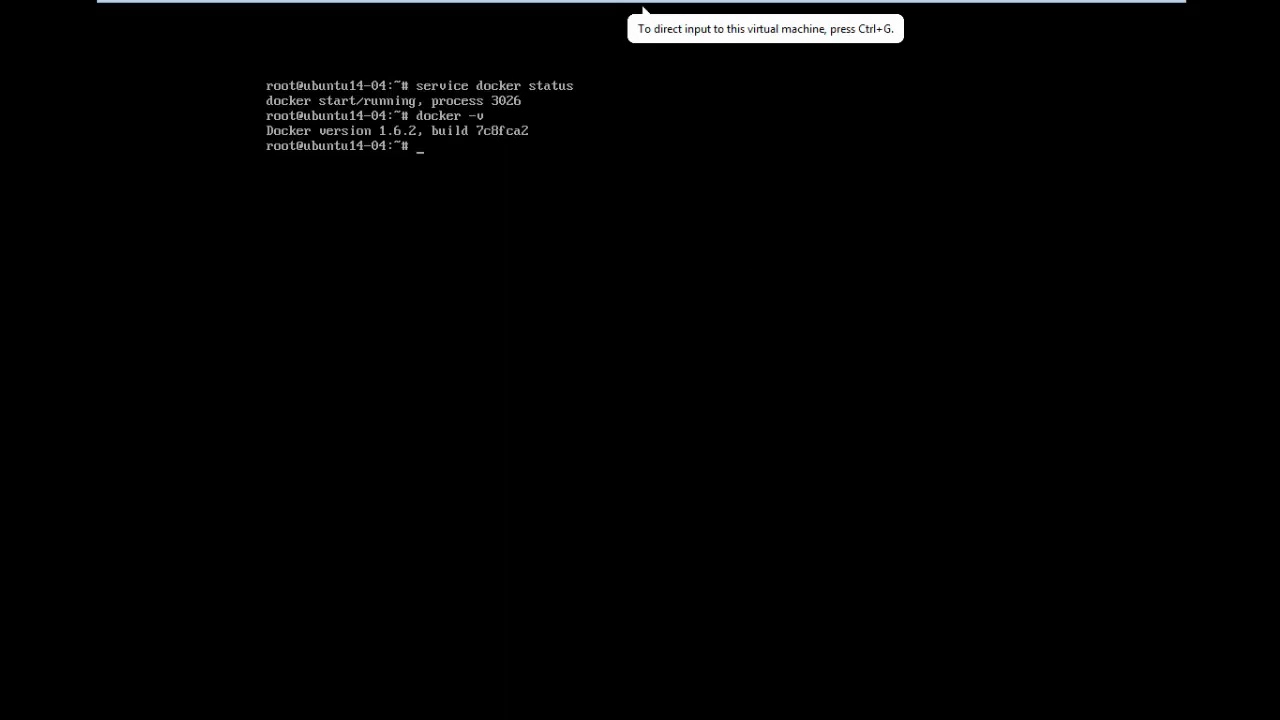 To direct input to this virtual machine, press Ctrl+G.
root@ubuntu14-04:~# service docker status
docker start/running, process 3026
root@ubuntu14-04:~# docker -v
Docker version 1.6.2, build 7c8fca2
root@ubuntu14-04:~# _